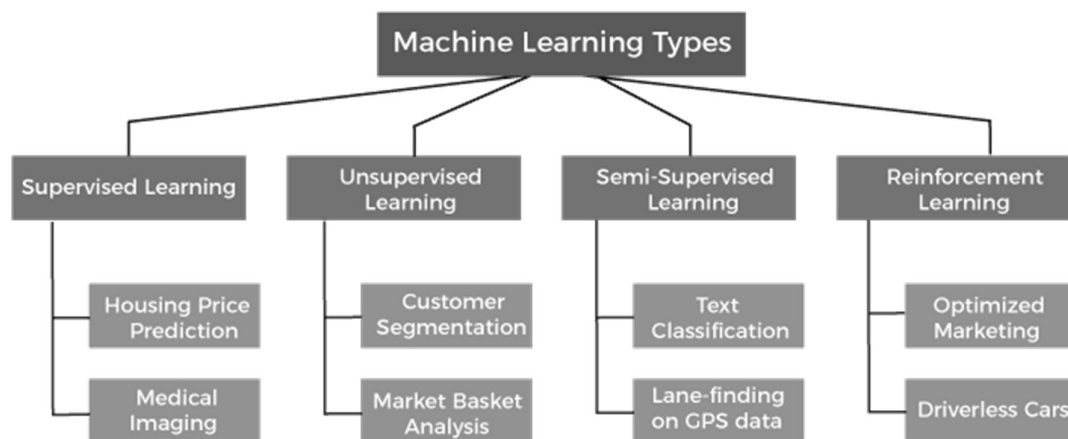 Machine Learning Types
Supervised Learning
Unsupervised
Learning
Semi-Supervised
Learning
Reinforcement
Learning
Housing Price
Prediction
Customer
Segmentation
Text
Classification
Optimized
Marketing
Medical
Imaging
Market Basket
Analysis
Lane-finding
on GPS data
Driverless Cars